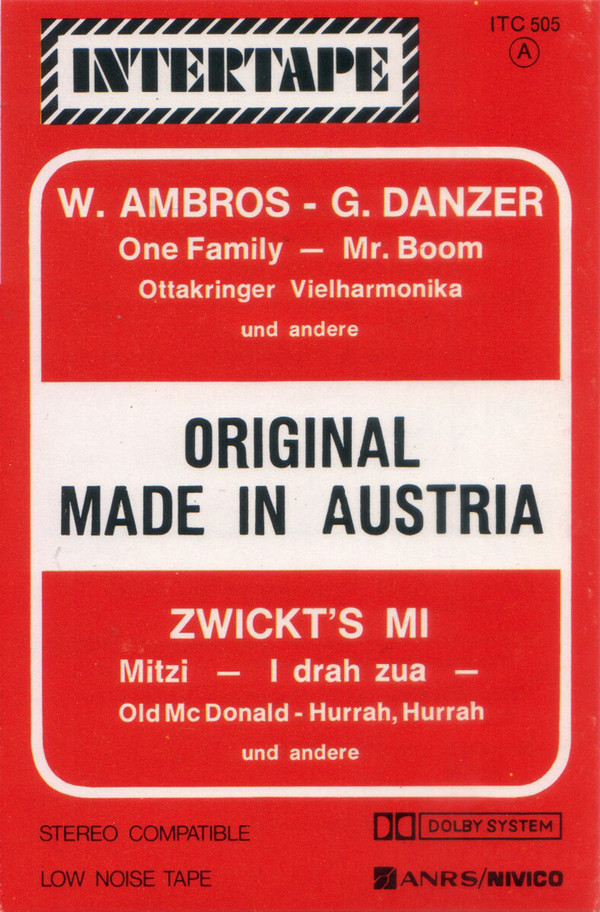 INTERTAPE
ITC 505
A
W. AMBROS - G. DANZER
One Family — Mr. Boom
Ottakringer Vielharmonika
und andere
ORIGINAL
MADE IN AUSTRIA
ZWICKT'S MI
Mitzi — I drah zua —
Old Mc Donald - Hurrah, Hurrah
und andere
STEREO COMPATIBLE
DOLBY SYSTEM
LOW NOISE TAPE
ANRS/NIVICO